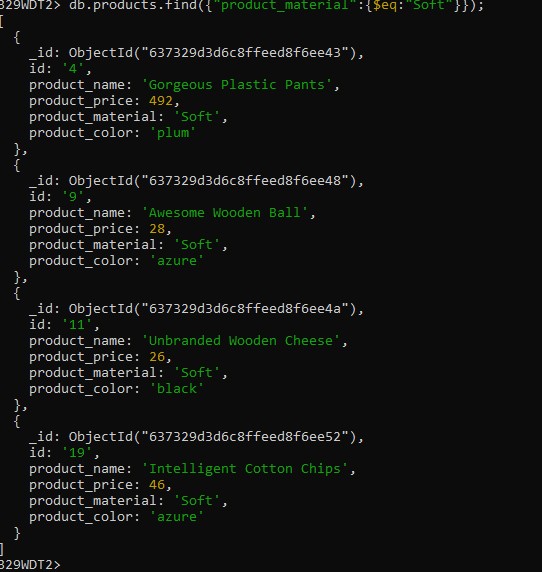 329WDT2> db.products.find({"product_material":{$eq:"Soft"}});
[
  {
    _id: ObjectId("637329d3d6c8ffeed8f6ee43"),
    id: '4',
    product_name: 'Gorgeous Plastic Pants',
    product_price: 492,
    product_material: 'Soft',
    product_color: 'plum'
  },
  {
    _id: ObjectId("637329d3d6c8ffeed8f6ee48"),
    id: '9',
    product_name: 'Awesome Wooden Ball',
    product_price: 28,
    product_material: 'Soft',
    product_color: 'azure'
  },
  {
    _id: ObjectId("637329d3d6c8ffeed8f6ee4a"),
    id: '11',
    product_name: 'Unbranded Wooden Cheese',
    product_price: 26,
    product_material: 'Soft',
    product_color: 'black'
  },
  {
    _id: ObjectId("637329d3d6c8ffeed8f6ee52"),
    id: '19',
    product_name: 'Intelligent Cotton Chips',
    product_price: 46,
    product_material: 'Soft',
    product_color: 'azure'
  }
]
329WDT2>